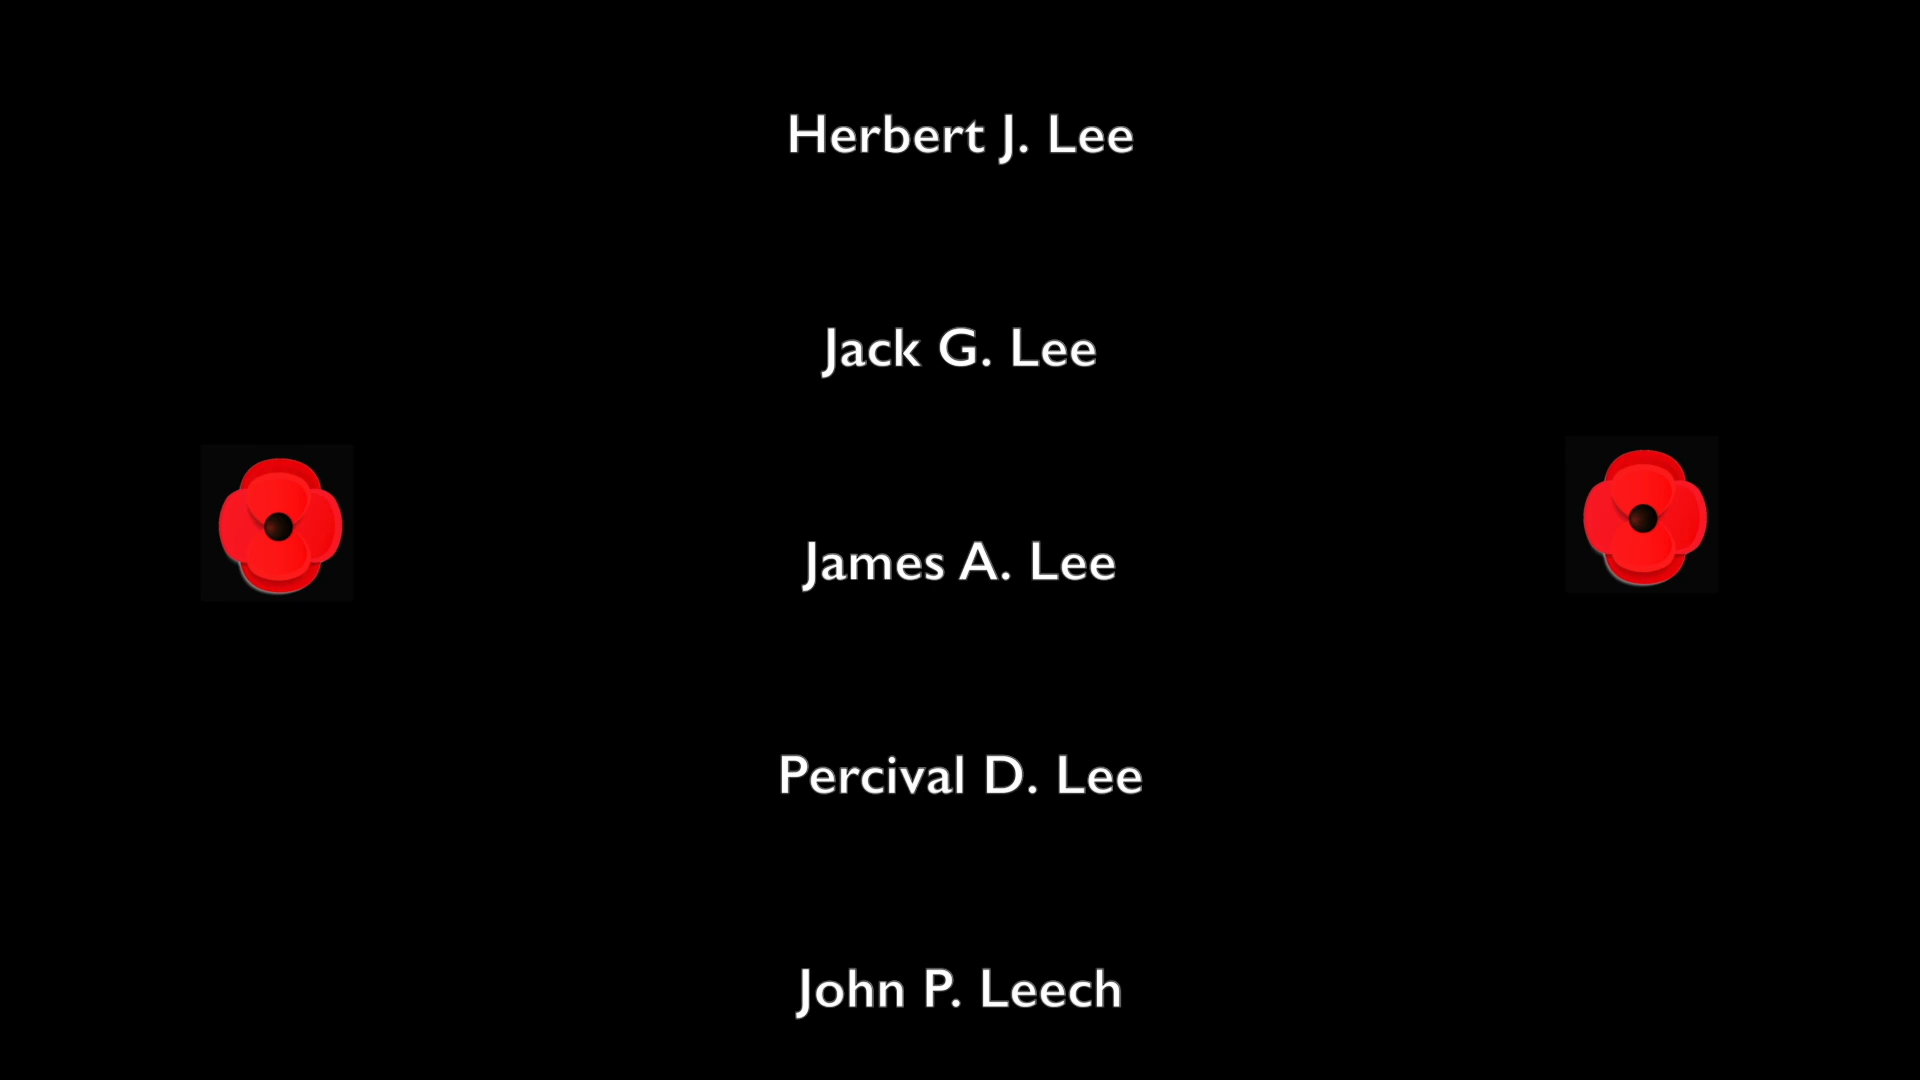 Herbert J. Lee
Jack G. Lee
James A. Lee
Percival D. Lee
John P. Leech